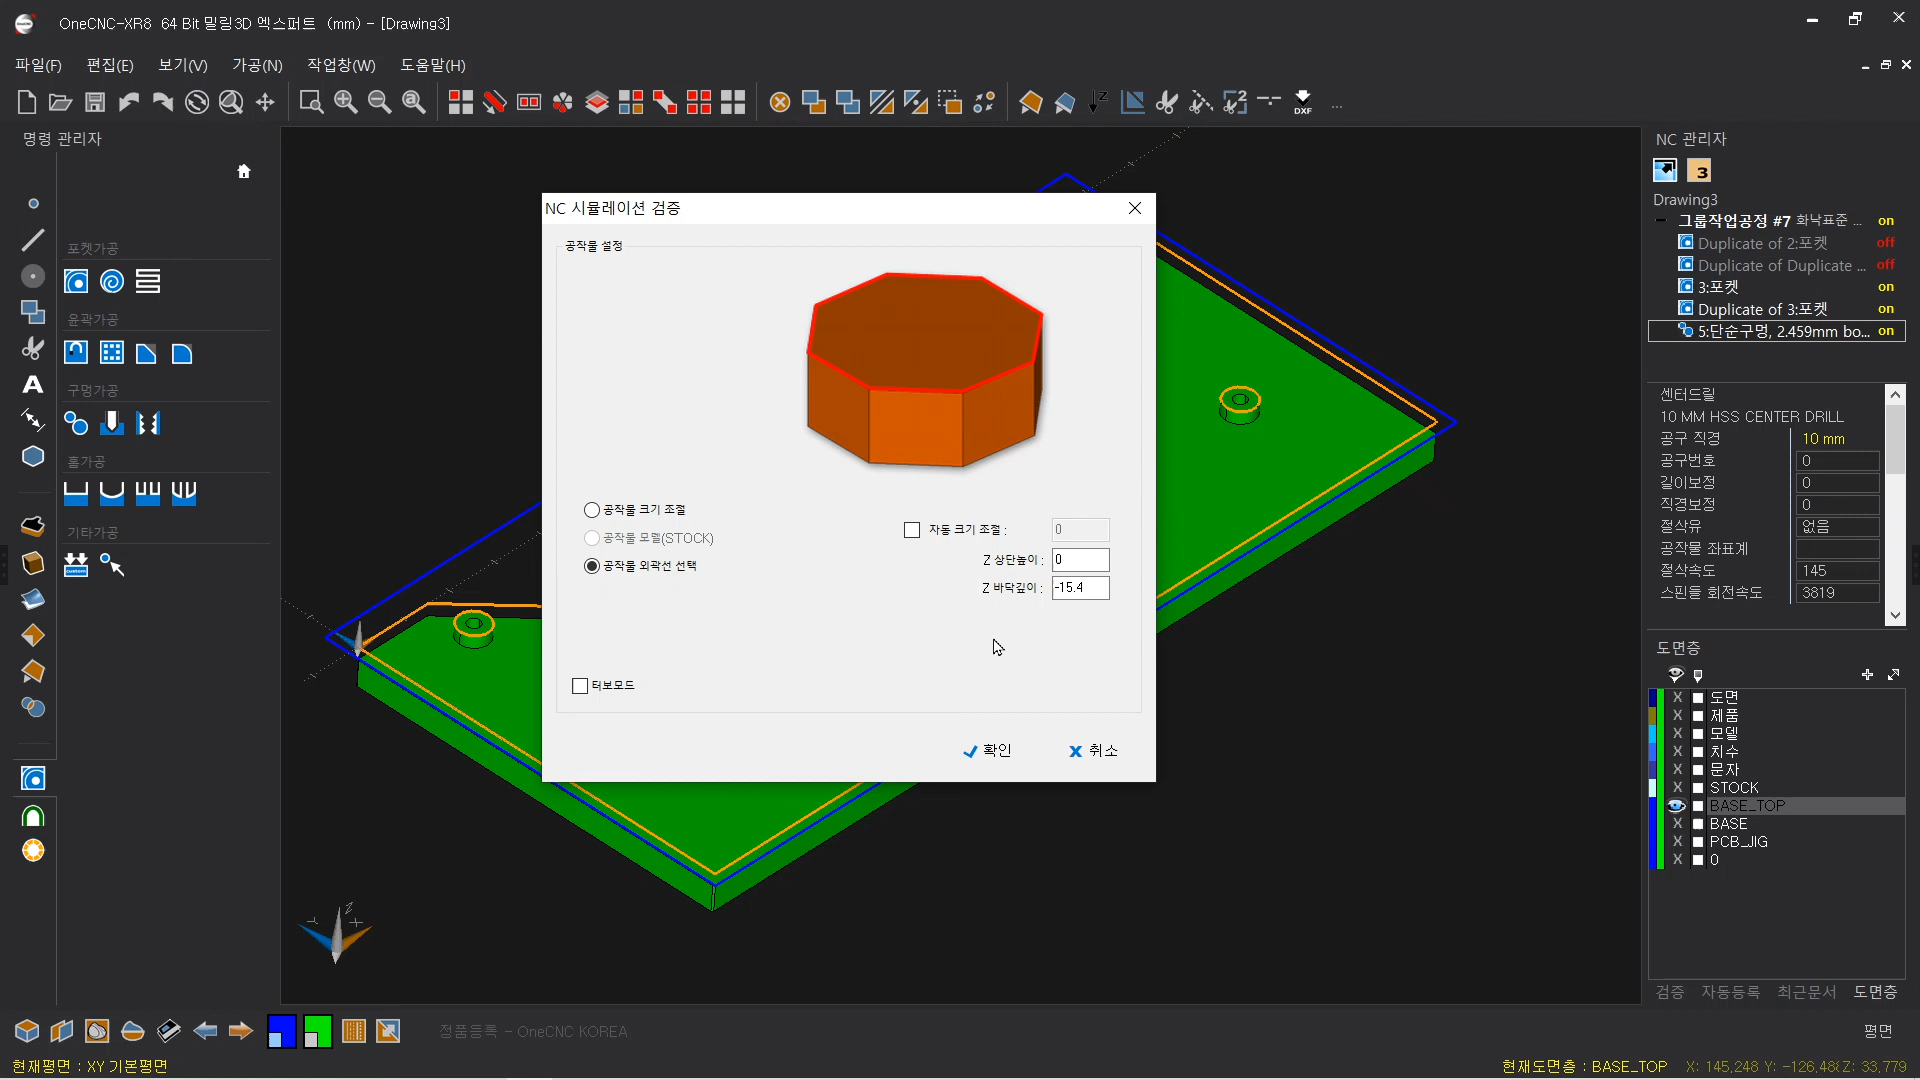 OneCNC-XR8 64 Bit 밀링3D 엑스퍼트 (mm) - [Drawing3]
파일(F) 편집(E) 보기(V) 가공(N) 작업창(W) 도움말(H)
DXF
...
명령 관리자
포켓가공
윤곽가공
구멍가공
홀가공
기타가공
custom
NC 시뮬레이션 검증
공작물 설정
공작물 크기 조절
공작물 모델(STOCK)
공작물 외곽선 선택
자동 크기 조절 : 0
Z 상단높이 : 0
Z 바닥깊이 : -15.4
터보모드
확인
취소
Z
NC 관리자
3
Drawing3
그룹작업공정 #7 화낙표준 ... on
Duplicate of 2:포켓 off
Duplicate of Duplicate ... off
3:포켓 on
Duplicate of 3:포켓 on
5:단순구멍, 2.459mm bo... on
센터드릴
10 MM HSS CENTER DRILL
공구 직경 10 mm
공구번호 0
길이보정 0
직경보정 0
절삭유 없음
공작물 좌표계
절삭속도 145
스핀들 회전속도 3819
도면층
X 도면
X 제품
X 모델
X 치수
X 문자
X STOCK
BASE_TOP
X BASE
X PCB_JIG
X 0
검증 자동등록 최근문서 도면층
정품등록 - OneCNC KOREA
평면
현재평면 : XY 기본평면
현재도면층 : BASE_TOP X: 145,248 Y: -126,48 Z: 33,779